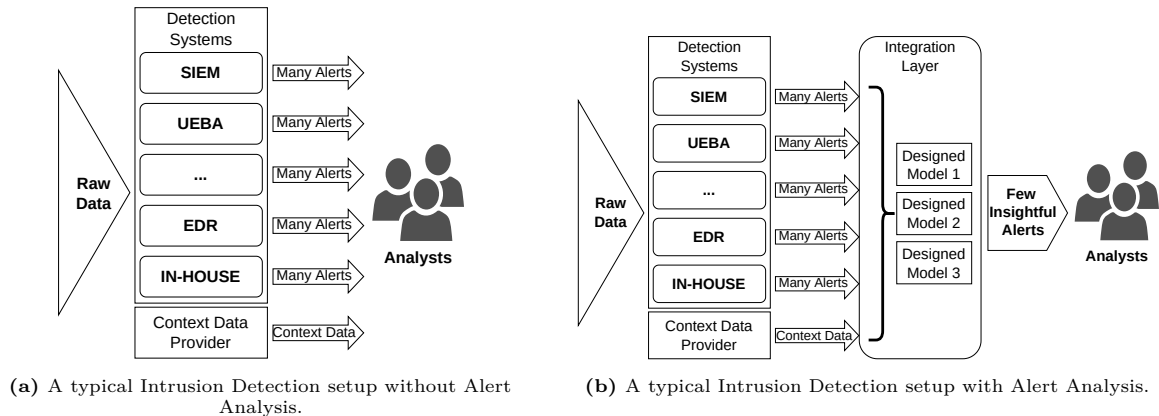 Detection
Systems
SIEM
Many Alerts
UEBA
Many Alerts
...
Many Alerts
Raw
Data
EDR
Many Alerts
Analysts
IN-HOUSE
Many Alerts
Context Data
Provider
Context Data
(a) A typical Intrusion Detection setup without Alert
Analysis.
Detection
Systems
Integration
Layer
SIEM
Many Alerts
UEBA
Many Alerts
...
Many Alerts
Raw
Data
EDR
Many Alerts
IN-HOUSE
Many Alerts
Context Data
Provider
Context Data
Designed
Model 1
Designed
Model 2
Designed
Model 3
Few
Insightful
Alerts
Analysts
(b) A typical Intrusion Detection setup with Alert Analysis.